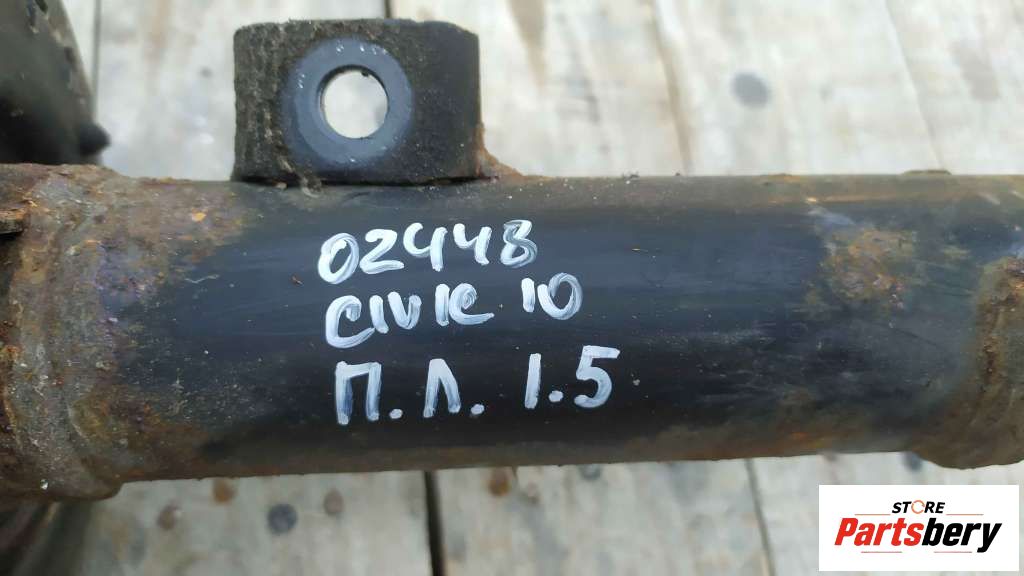 02448
CIVIC 10
П.Л. 1.5
STORE
Partsbery